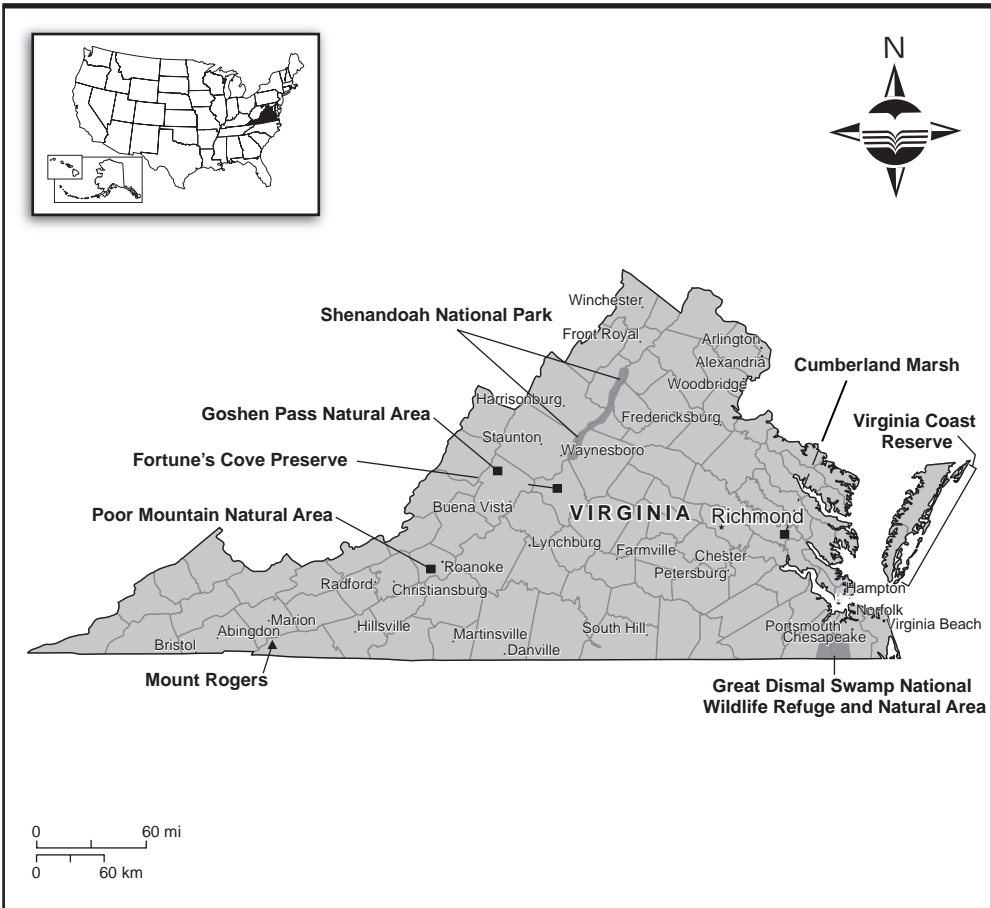 N
Winchester
Shenandoah National Park
Front Royal
Arlington
Alexandria
Cumberland Marsh
Woodbridge
Harrisonburg
Goshen Pass Natural Area
Fredericksburg
Virginia Coast
Reserve
Staunton
Waynesboro
Fortune's Cove Preserve
Buena Vista
VIRGINIA
Richmond
Poor Mountain Natural Area
Lynchburg
Farmville
Chester
Roanoke
Petersburg
Radford
Christiansburg
Hampton
Norfolk
Marion
Hillsville
Portsmouth
Virginia Beach
Abingdon
Martinsville
South Hill
Chesapeake
Bristol
Danville
Mount Rogers
Great Dismal Swamp National
Wildlife Refuge and Natural Area
0 60 mi
0 60 km